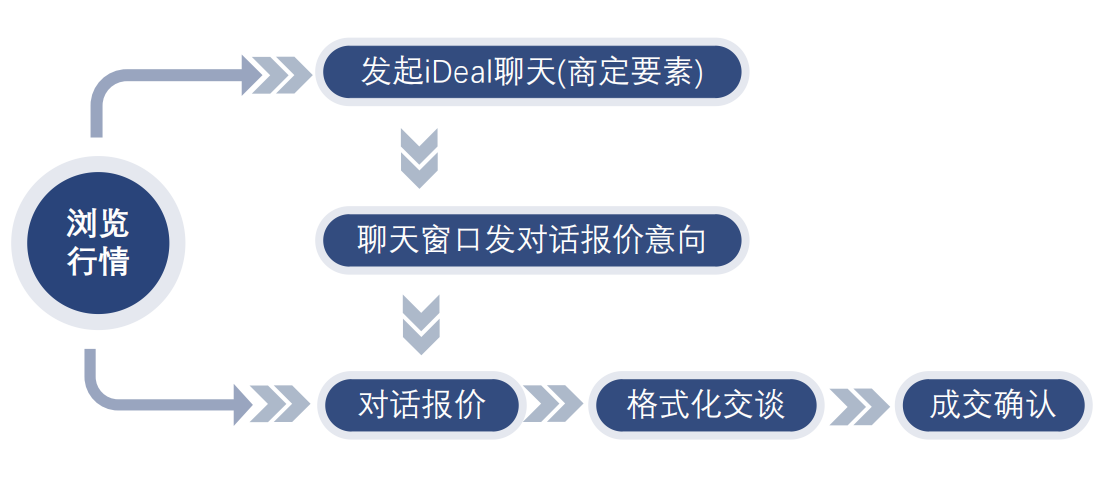 发起iDeal聊天(商定要素)
浏览
行情
聊天窗口发对话报价意向
对话报价
格式化交谈
成交确认